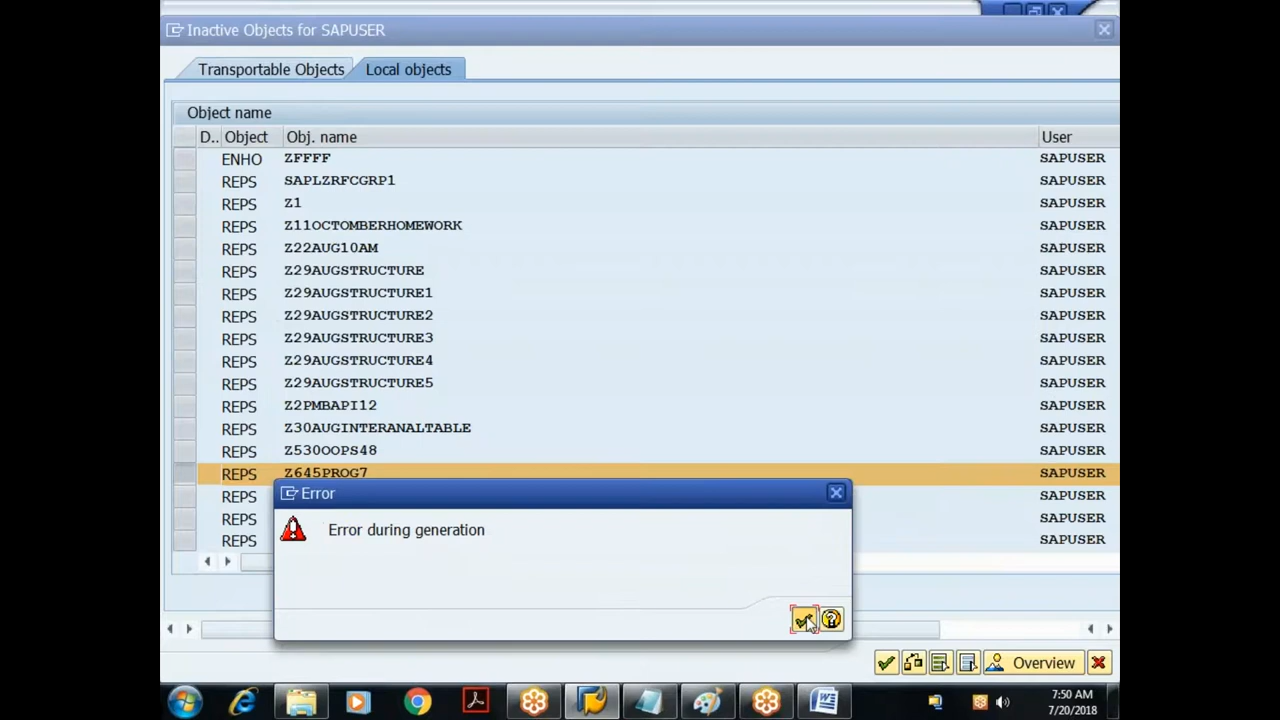 Inactive Objects for SAPUSER
Transportable Objects
Local objects
Object name
D.. Object Obj. name User
ENHO ZFFFF SAPUSER
REPS SAPLZRFCGRP1 SAPUSER
REPS Z1 SAPUSER
REPS Z11OCTOMBERHOMEWORK SAPUSER
REPS Z22AUG10AM SAPUSER
REPS Z29AUGSTRUCTURE SAPUSER
REPS Z29AUGSTRUCTURE1 SAPUSER
REPS Z29AUGSTRUCTURE2 SAPUSER
REPS Z29AUGSTRUCTURE3 SAPUSER
REPS Z29AUGSTRUCTURE4 SAPUSER
REPS Z29AUGSTRUCTURE5 SAPUSER
REPS Z2PMBAPI12 SAPUSER
REPS Z30AUGINTERANALTABLE SAPUSER
REPS Z530OOPS48 SAPUSER
REPS Z645PROG7 SAPUSER
REPS SAPUSER
REPS SAPUSER
REPS SAPUSER
Error
Error during generation
Overview
7:50 AM
7/20/2018